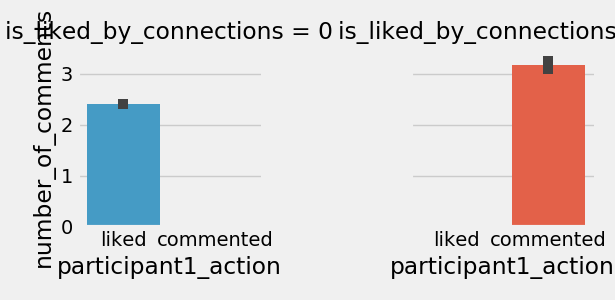 is_liked_by_connections = 0
is_liked_by_connections
number_of_comments
3
2
1
0
liked commented
liked commented
participant1_action
participant1_action